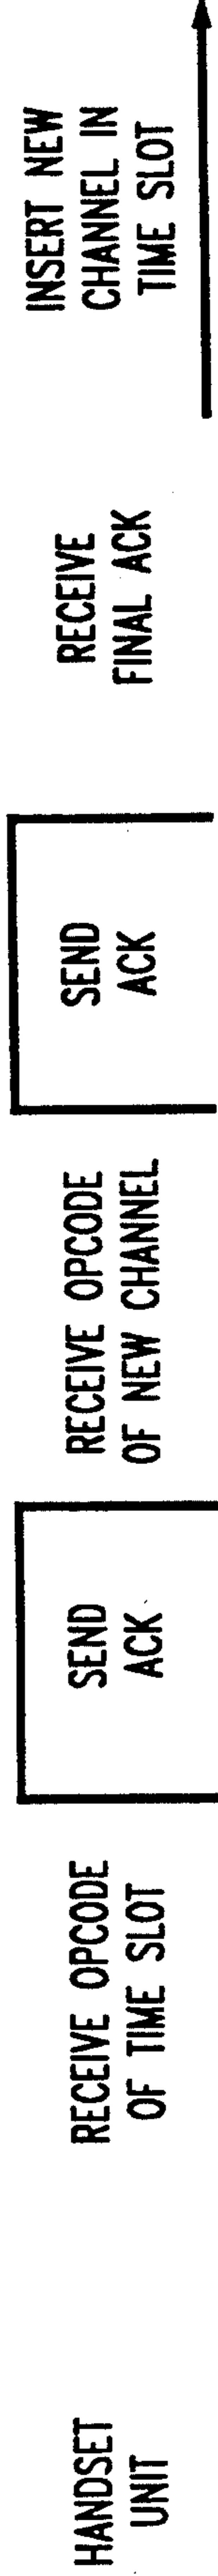 HANDSET
UNIT
RECEIVE OPCODE
OF TIME SLOT
SEND
ACK
RECEIVE OPCODE
OF NEW CHANNEL
SEND
ACK
RECEIVE
FINAL ACK
INSERT NEW
CHANNEL IN
TIME SLOT